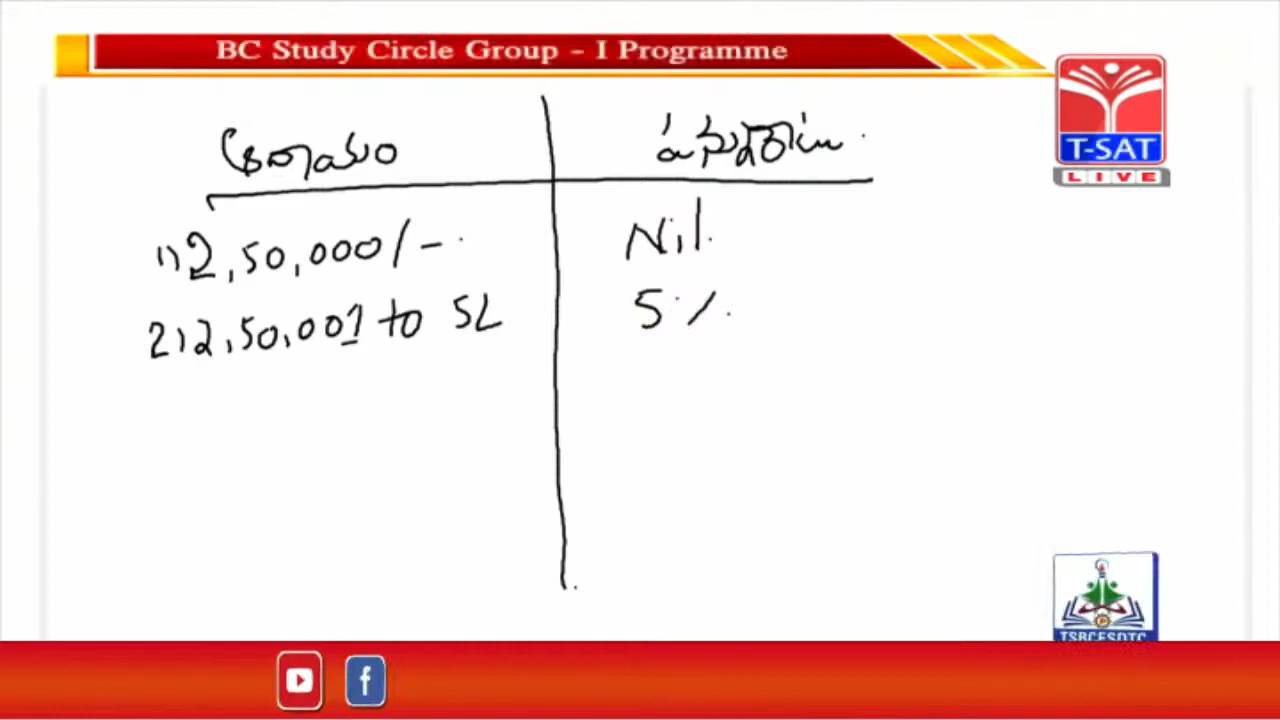 BC Study Circle Group - I Programme
T-SAT
LIVE
ఆదాయం
1) 2,50,000/- Nil.
2) 2,50,001 to 5L 5%.
TSBCESDTC